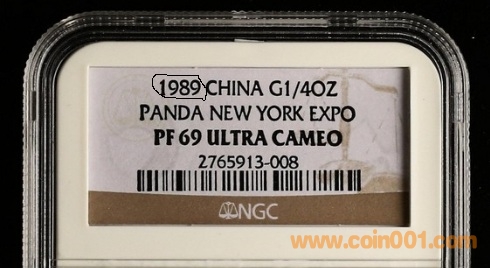 1989 CHINA G1/4OZ
PANDA NEW YORK EXPO
PF 69 ULTRA CAMEO
2765913-008
NGC
www.coin001.com